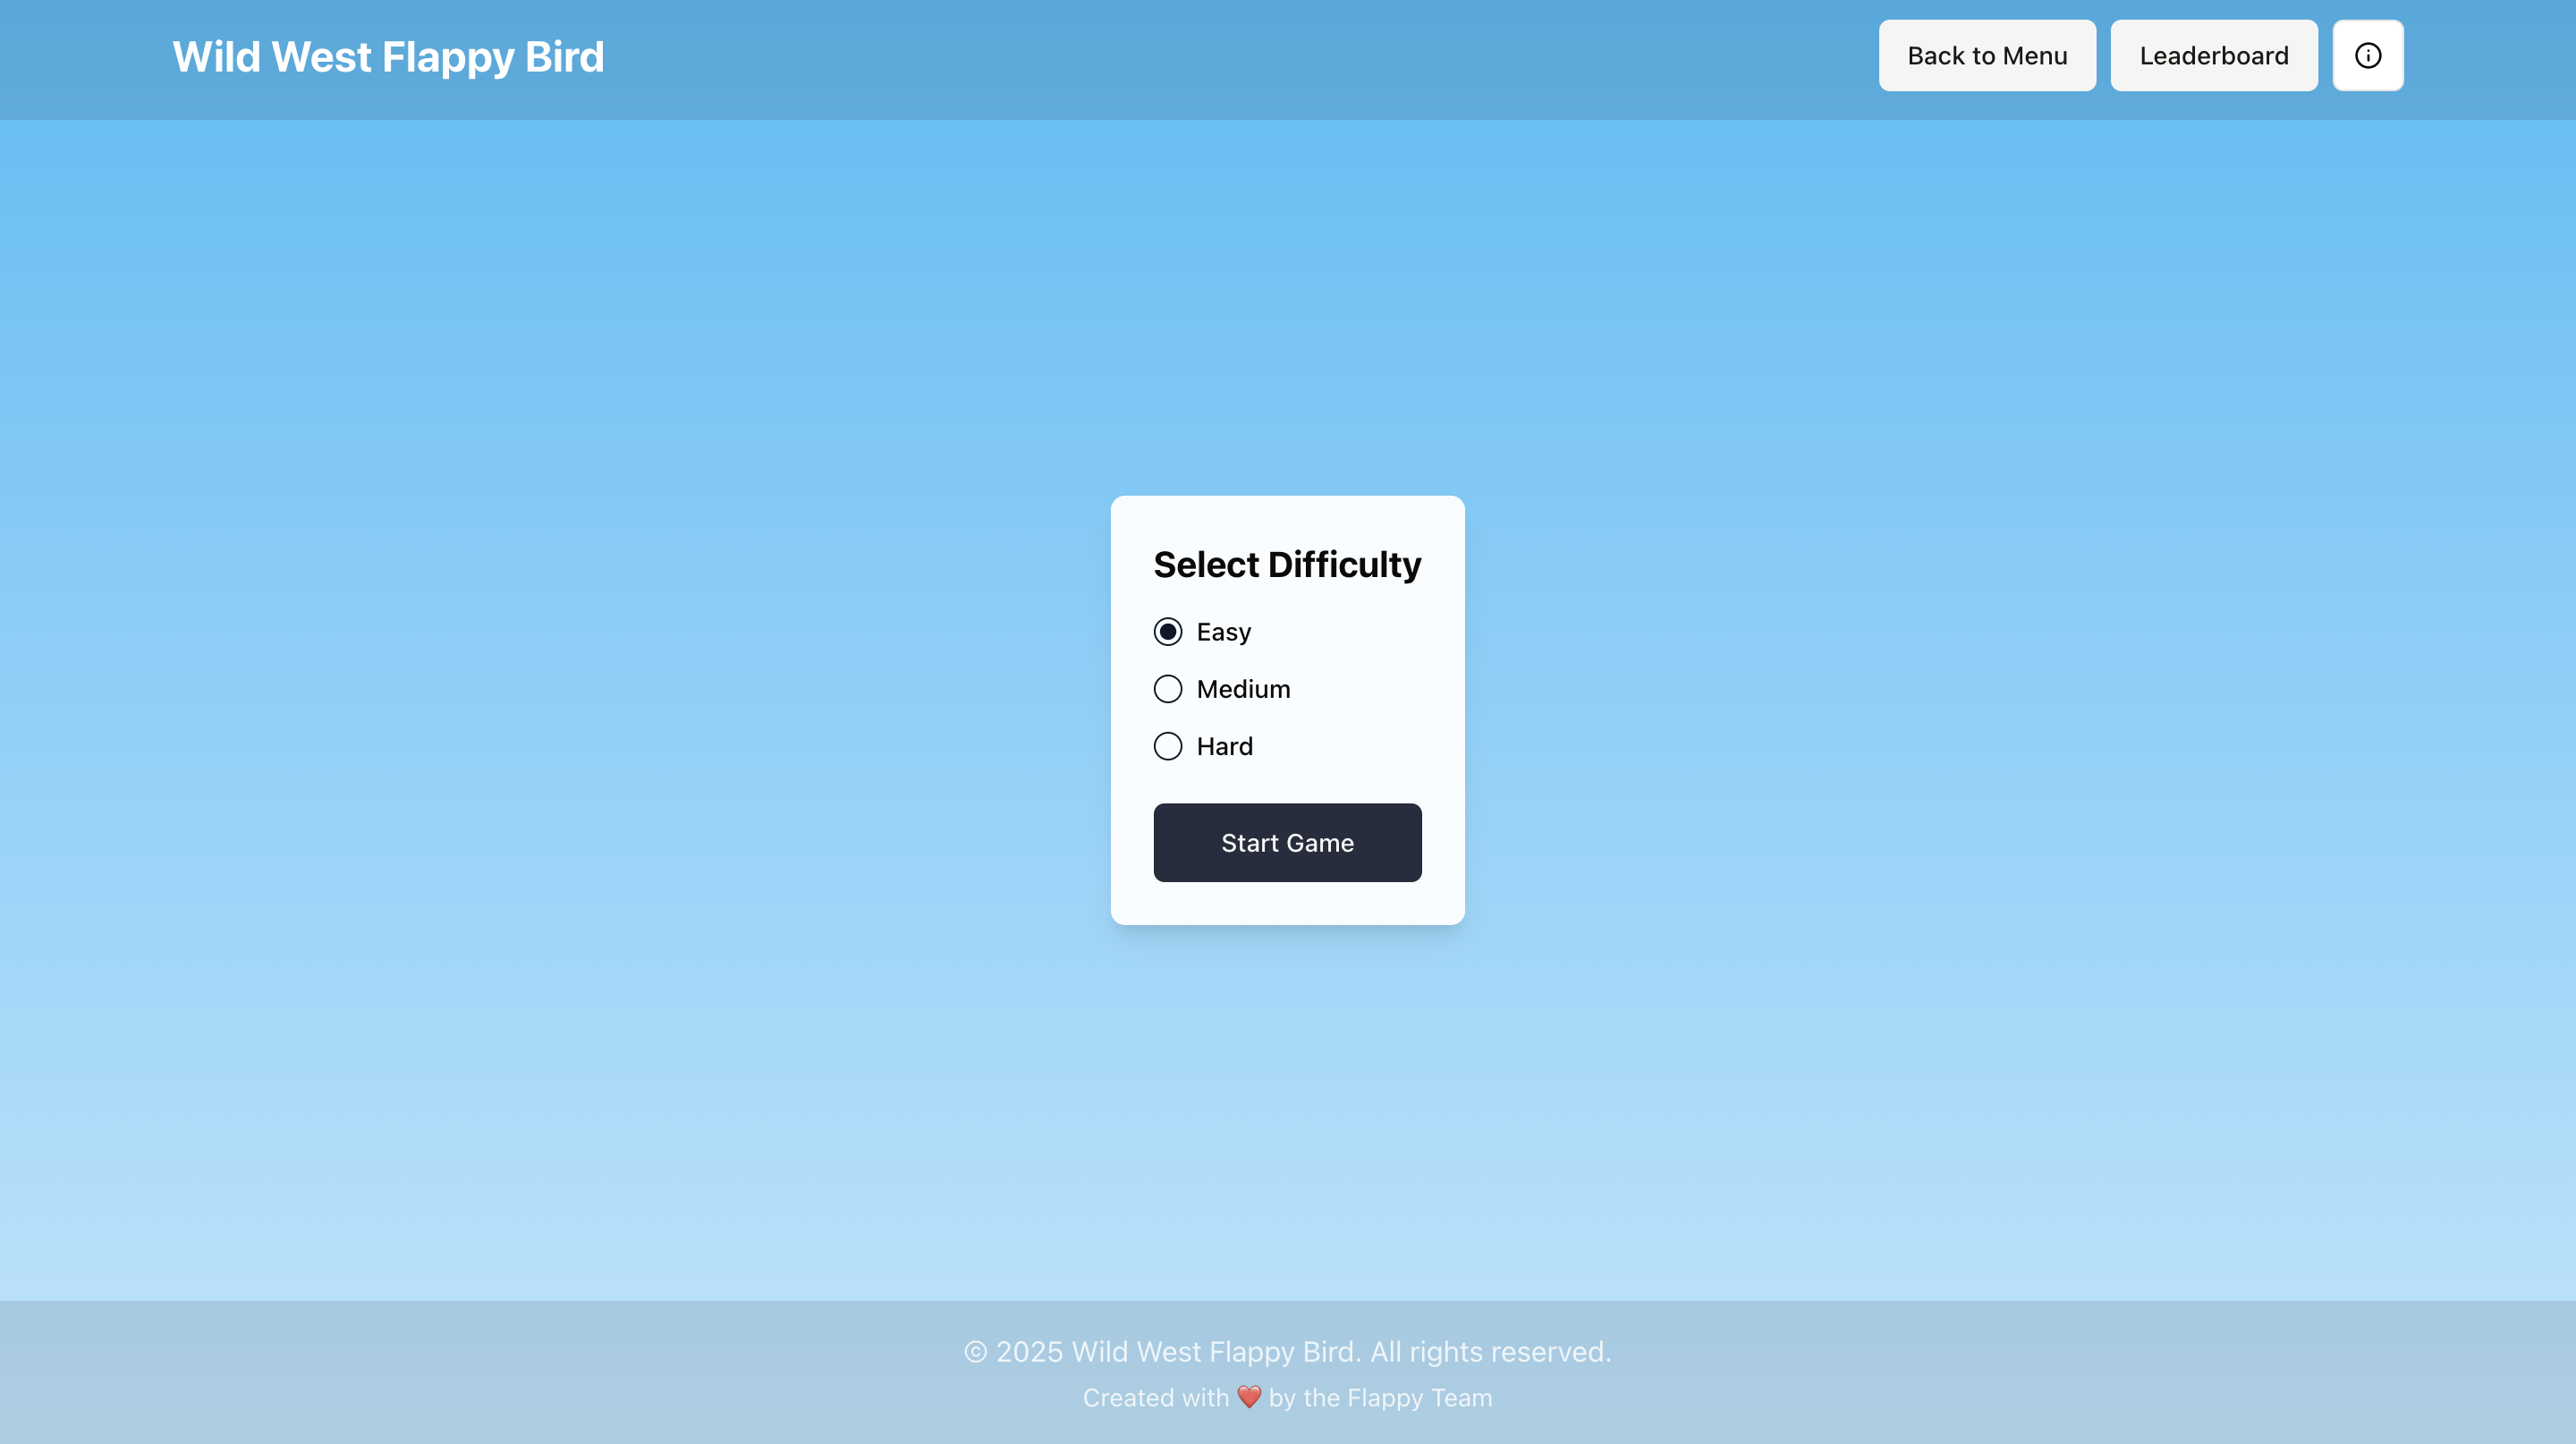 Wild West Flappy Bird
Back to Menu
Leaderboard
Select Difficulty
Easy
Medium
Hard
Start Game
© 2025 Wild West Flappy Bird. All rights reserved.
Created with ❤️ by the Flappy Team